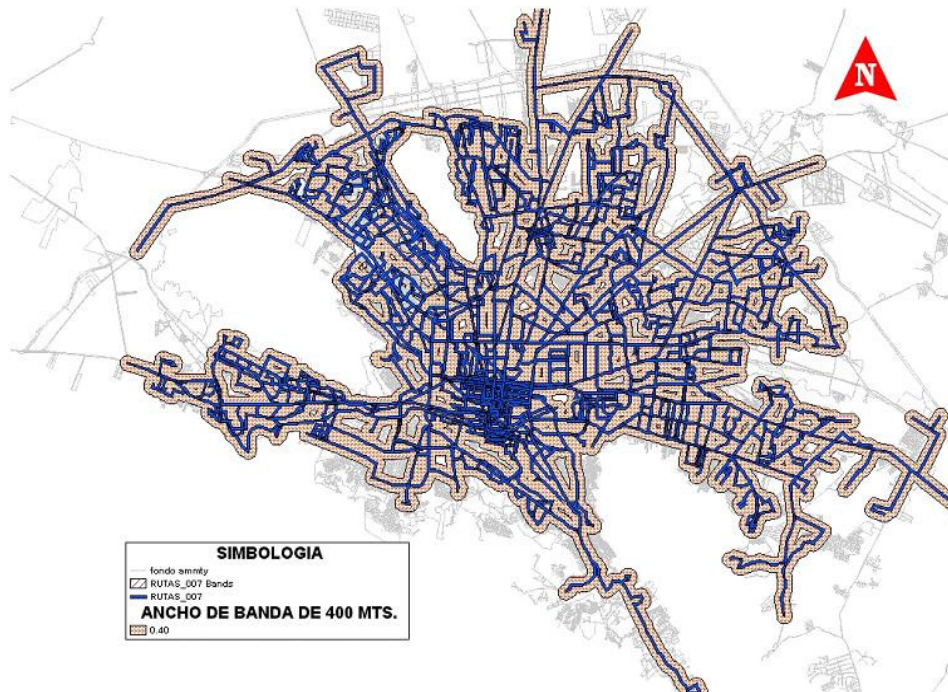 N
SIMBOLOGIA
fondo ammty
RUTAS_007 Bands
RUTAS_007
ANCHO DE BANDA DE 400 MTS.
0.40